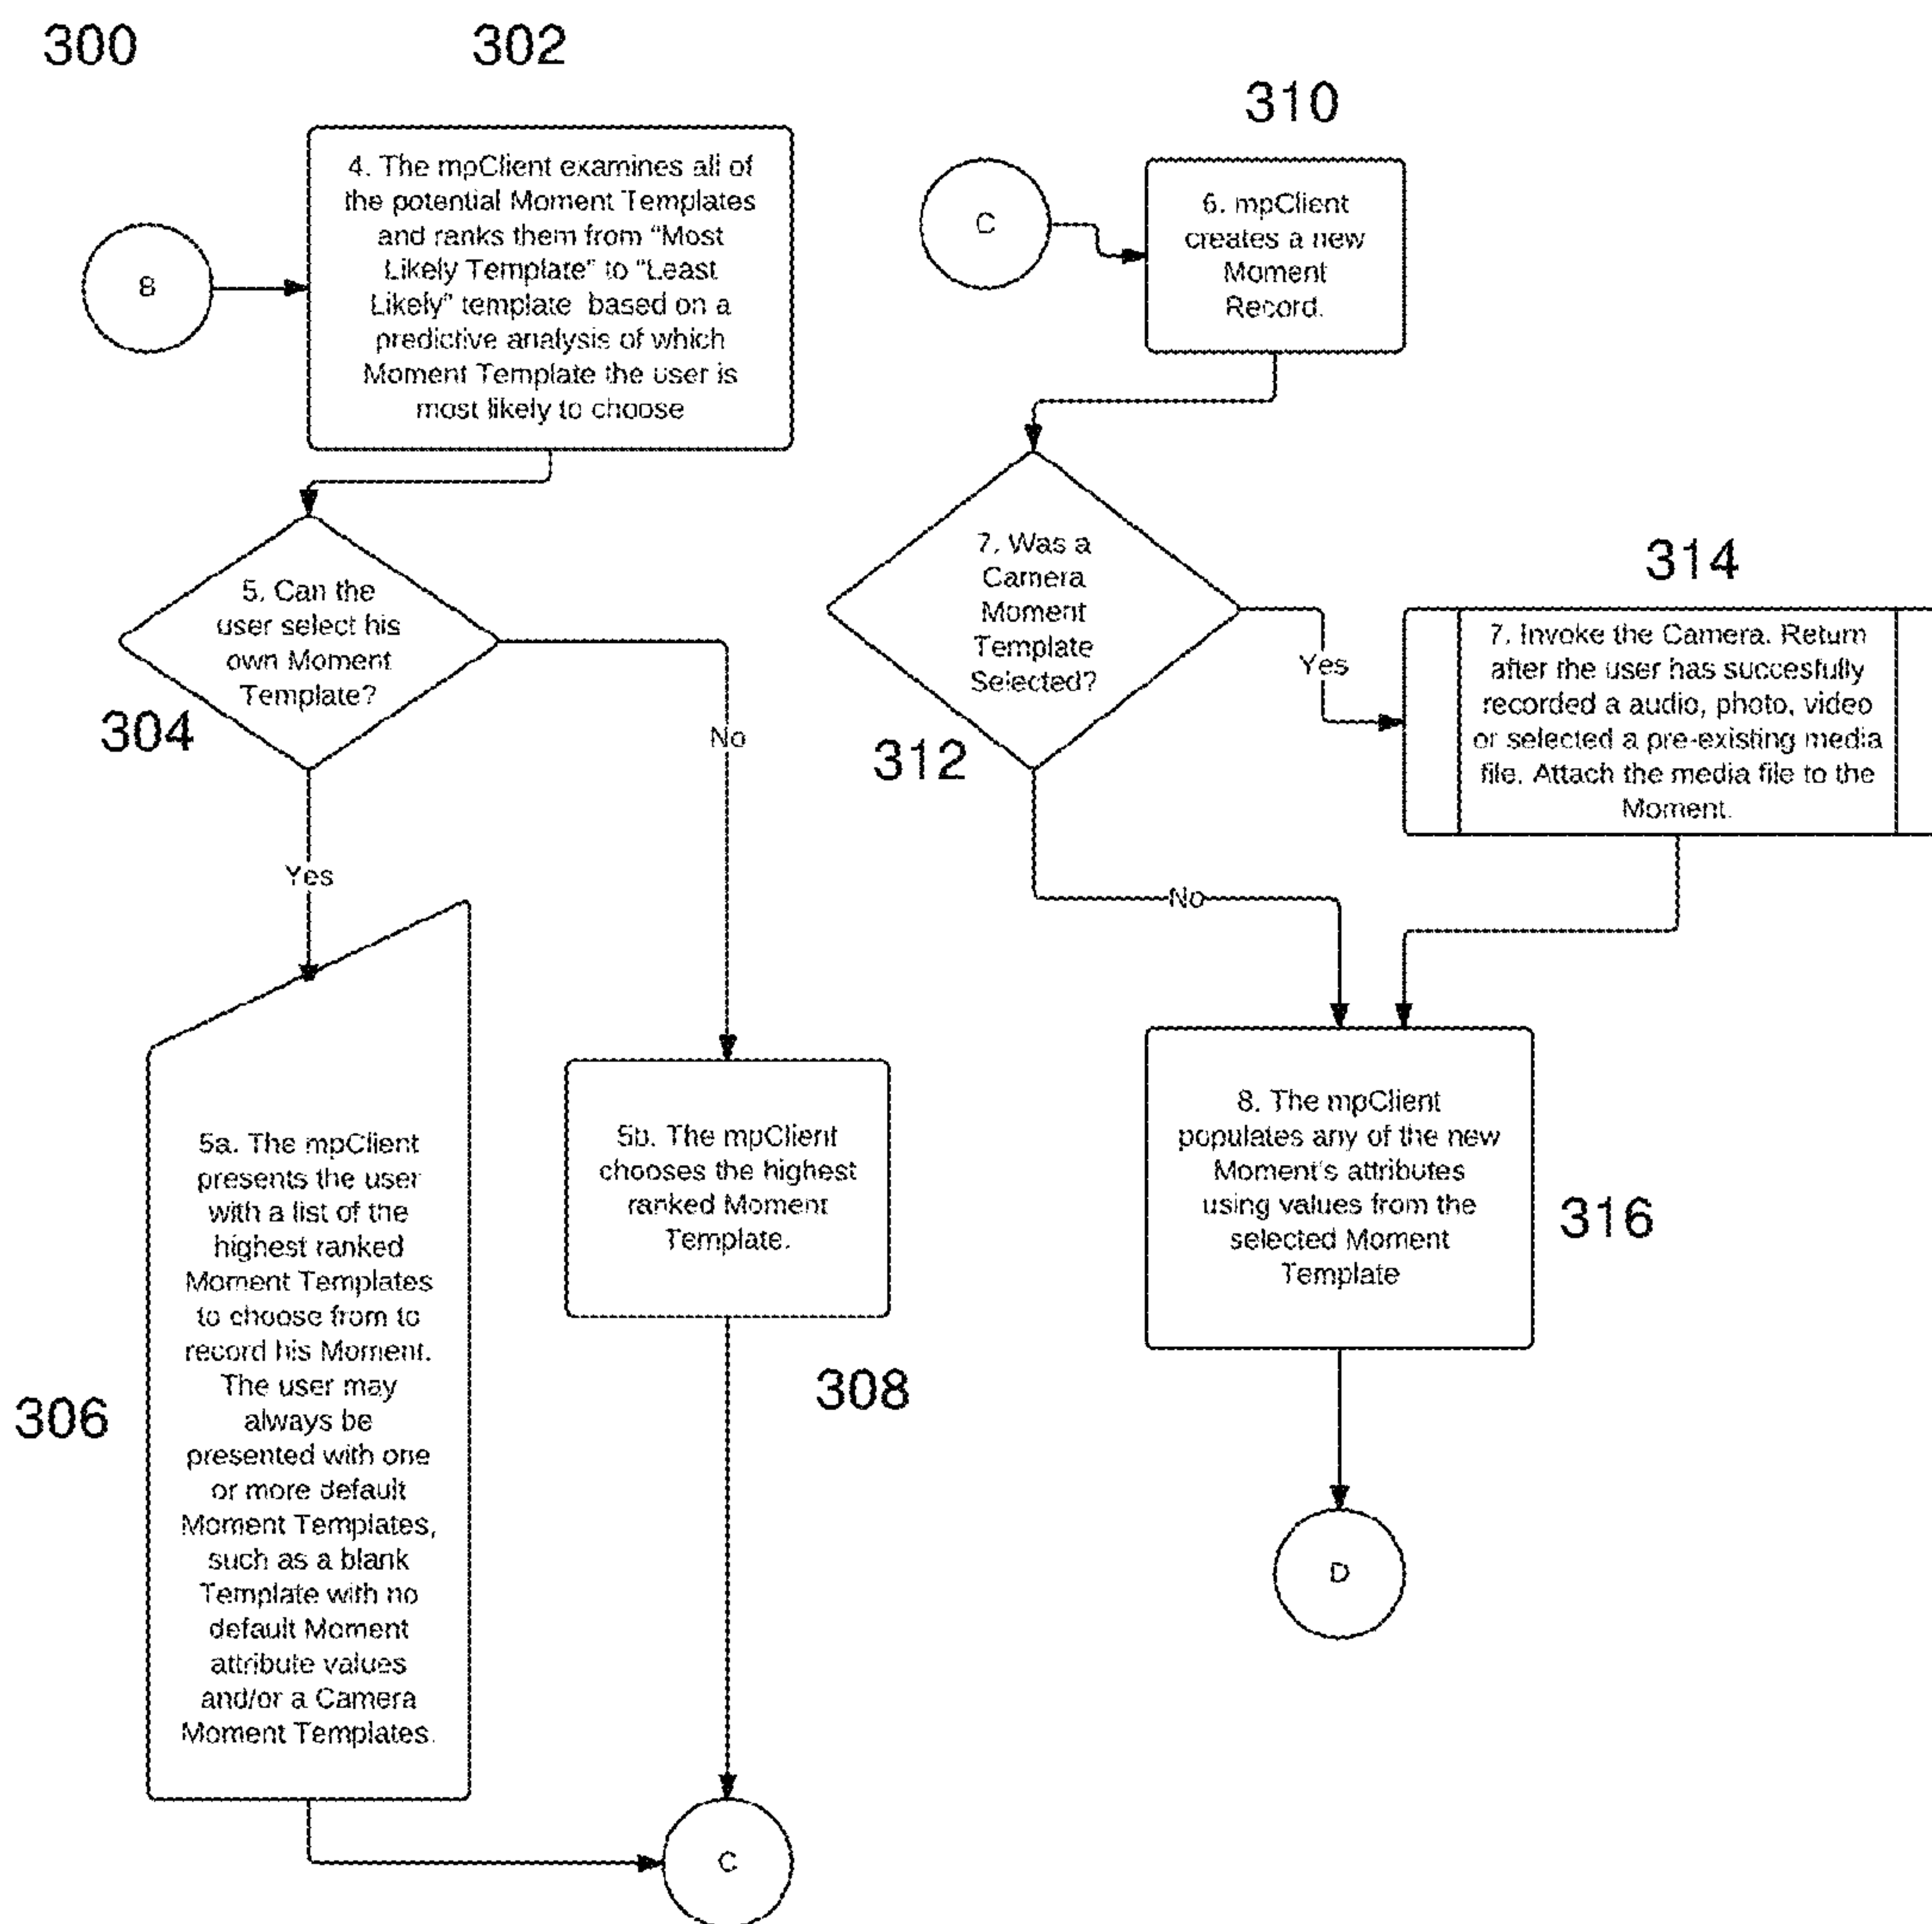 300
302
B
4. The mpClient examines all of
the potential Moment Templates
and ranks them from “Most
Likely Template” to “Least
Likely” template  based on a
predictive analysis of which
Moment Template the user is
most likely to choose
5. Can the
user select his
own Moment
Template?
304
No
Yes
5a. The mpClient
presents the user
with a list of the
highest ranked
Moment Templates
to choose from to
record his Moment.
The user may
always be
presented with one
or more default
Moment Templates,
such as a blank
Template with no
default Moment
attribute values
and/or a Camera
Moment Templates.
306
5b. The mpClient
chooses the highest
ranked Moment
Template.
308
C
310
C
6. mpClient
creates a new
Moment
Record.
7. Was a
Camera
Moment
Template
Selected?
312
Yes
314
7. Invoke the Camera. Return
after the user has succesfully
recorded a audio, photo, video
or selected a pre-existing media
file. Attach the media file to the
Moment.
No
8. The mpClient
populates any of the new
Moment's attributes
using values from the
selected Moment
Template
316
D